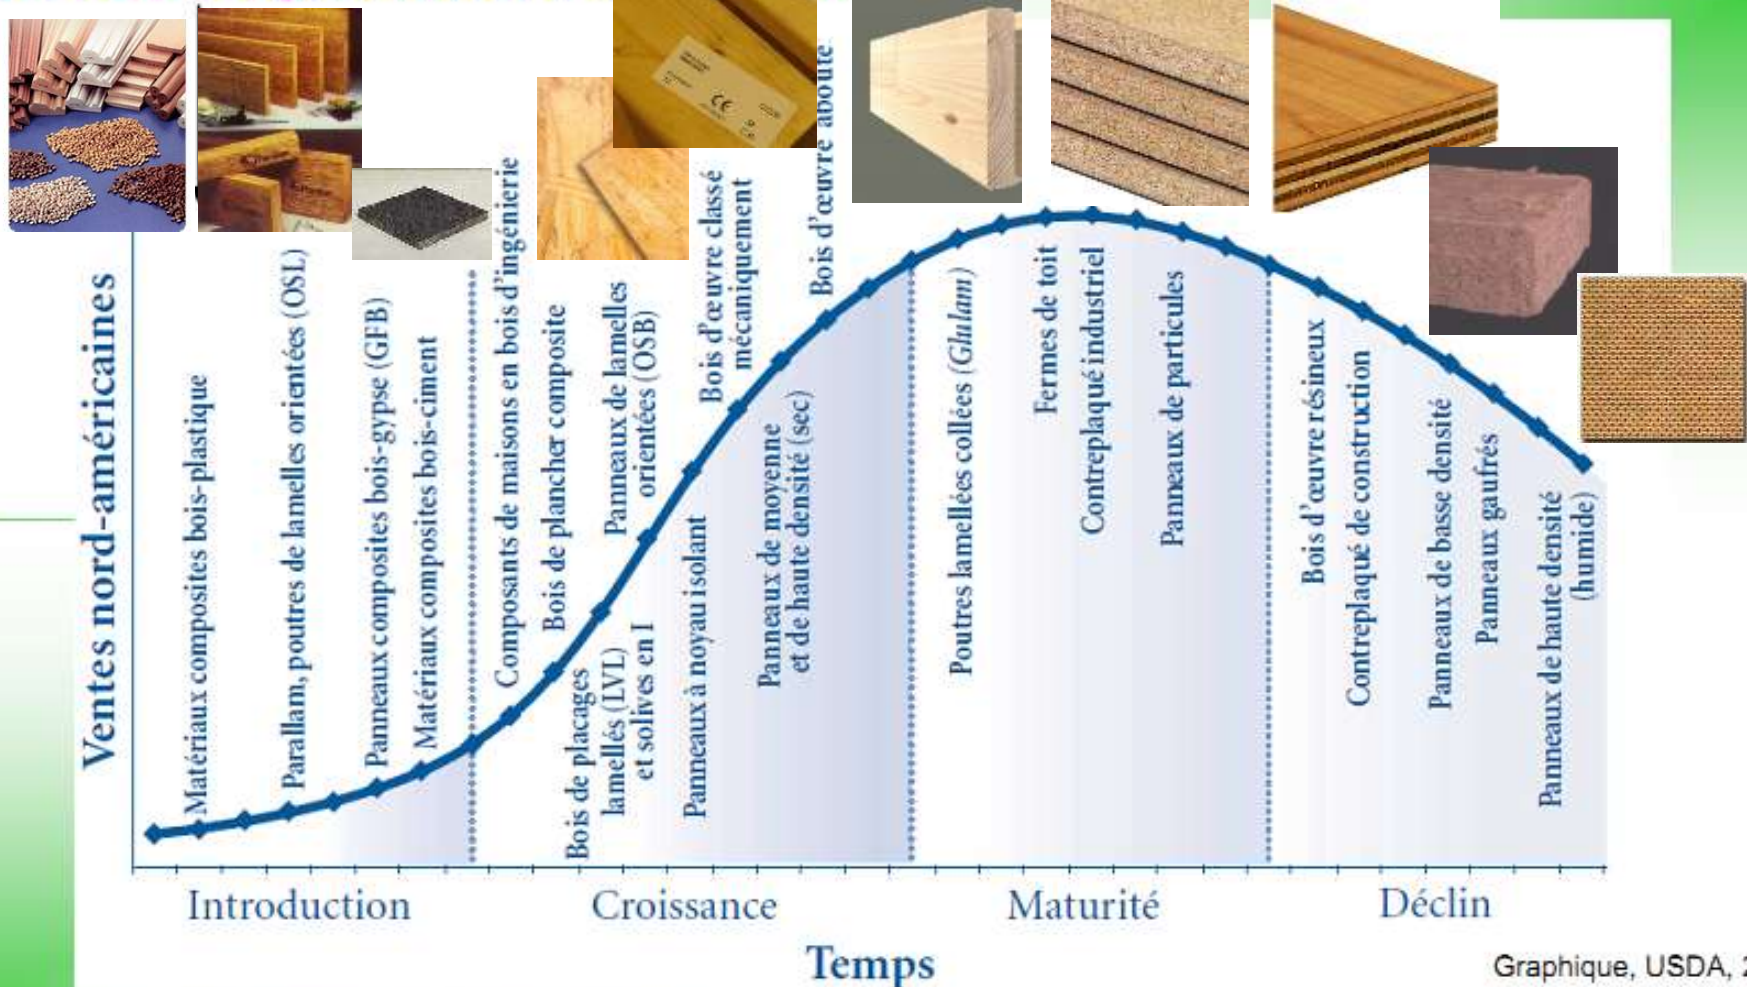 Ventes nord-américaines
Matériaux composites bois-plastique
Parallam, poutres de lamelles orientées (OSL)
Panneaux composites bois-gypse (GFB)
Matériaux composites bois-ciment
Composants de maisons en bois d'ingénierie
Bois de plancher composite
Bois de placages
lamellés (LVL)
et solives en I
Panneaux de lamelles
orientées (OSB)
Panneaux à noyau isolant
Bois d'œuvre classé
mécaniquement
Panneaux de moyenne
et de haute densité (sec)
Bois d'œuvre abouté
CE
Poutres lamellées collées (Glulam)
Fermes de toit
Contreplaqué industriel
Panneaux de particules
Bois d'œuvre résineux
Contreplaqué de construction
Panneaux de basse densité
Panneaux gaufrés
Panneaux de haute densité
(humide)
Introduction
Croissance
Maturité
Déclin
Temps
Graphique, USDA,